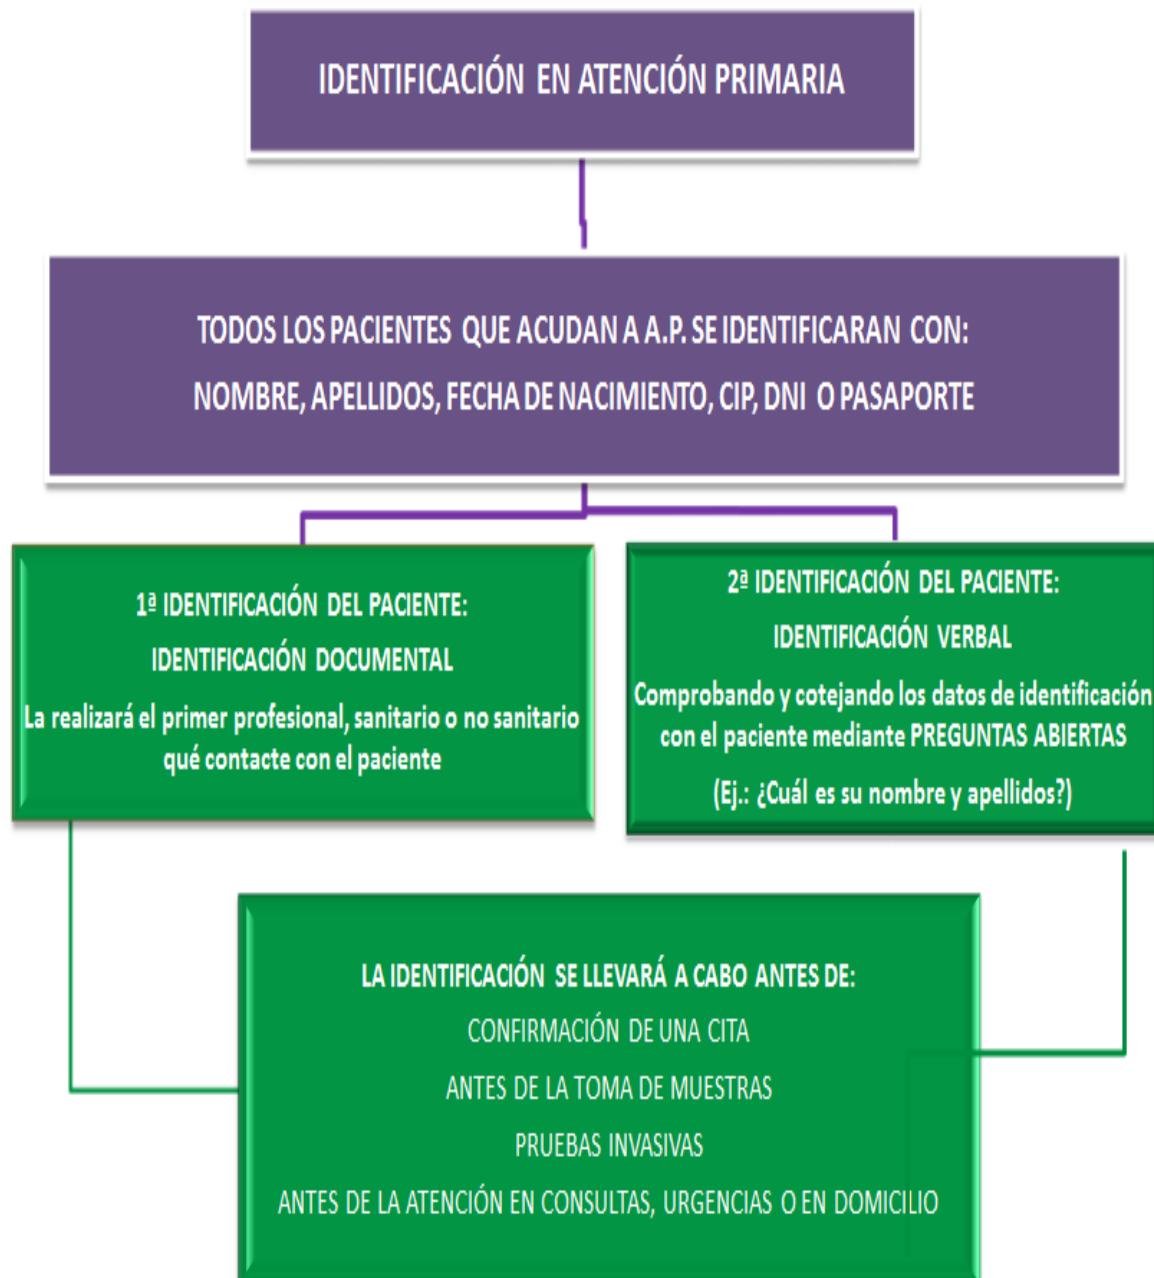 IDENTIFICACIÓN EN ATENCIÓN PRIMARIA
TODOS LOS PACIENTES QUE ACUDAN A A.P. SE IDENTIFICARAN CON:
NOMBRE, APELLIDOS, FECHA DE NACIMIENTO, CIP, DNI O PASAPORTE
1ª IDENTIFICACIÓN DEL PACIENTE:
IDENTIFICACIÓN DOCUMENTAL
La realizará el primer profesional, sanitario o no sanitario
qué contacte con el paciente
2ª IDENTIFICACIÓN DEL PACIENTE:
IDENTIFICACIÓN VERBAL
Comprobando y cotejando los datos de identificación
con el paciente mediante PREGUNTAS ABIERTAS
(Ej.: ¿Cuál es su nombre y apellidos?)
LA IDENTIFICACIÓN SE LLEVARÁ A CABO ANTES DE:
CONFIRMACIÓN DE UNA CITA
ANTES DE LA TOMA DE MUESTRAS
PRUEBAS INVASIVAS
ANTES DE LA ATENCIÓN EN CONSULTAS, URGENCIAS O EN DOMICILIO